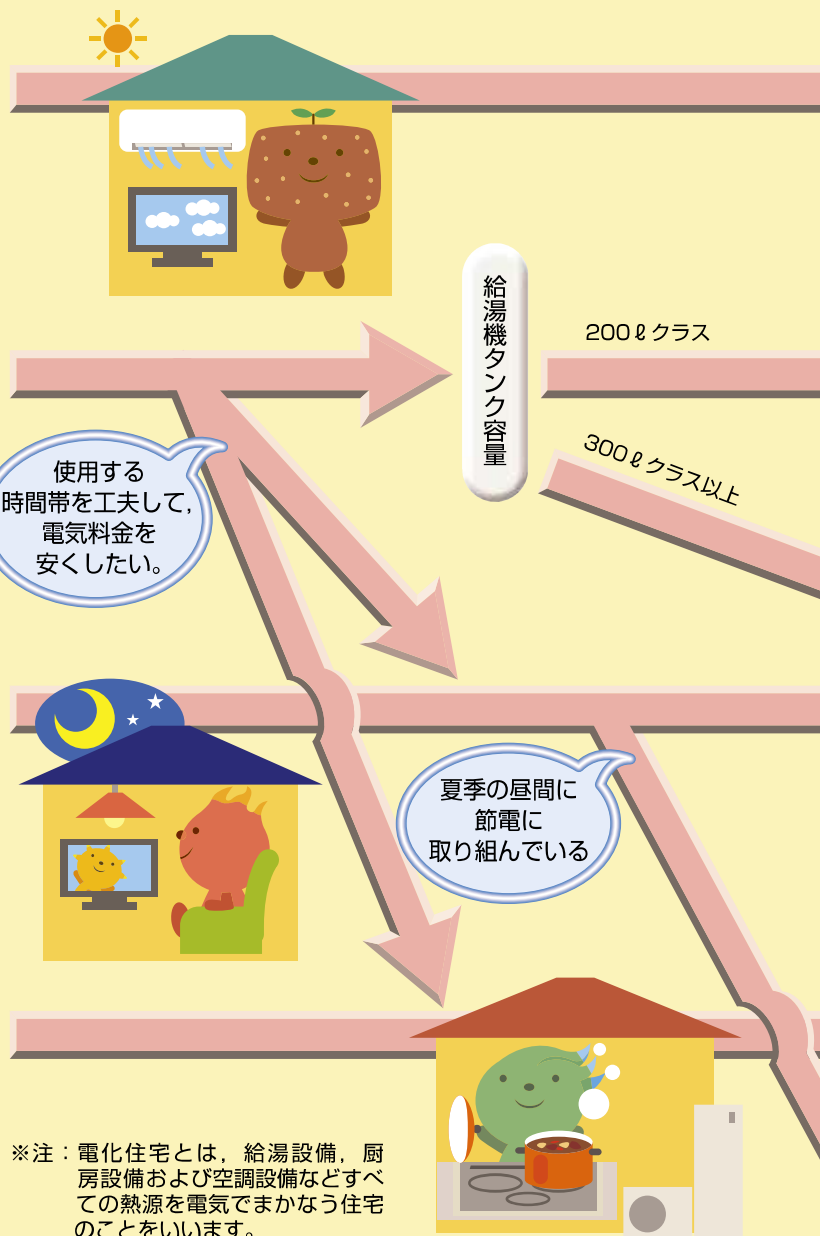 給湯機タンク容量
200ℓクラス
300ℓクラス以上
使用する
時間帯を工夫して，
電気料金を
安くしたい。
夏季の昼間に
節電に
取り組んでいる
※注：電化住宅とは，給湯設備，厨
房設備および空調設備などすべ
ての熱源を電気でまかなう住宅
のことをいいます。